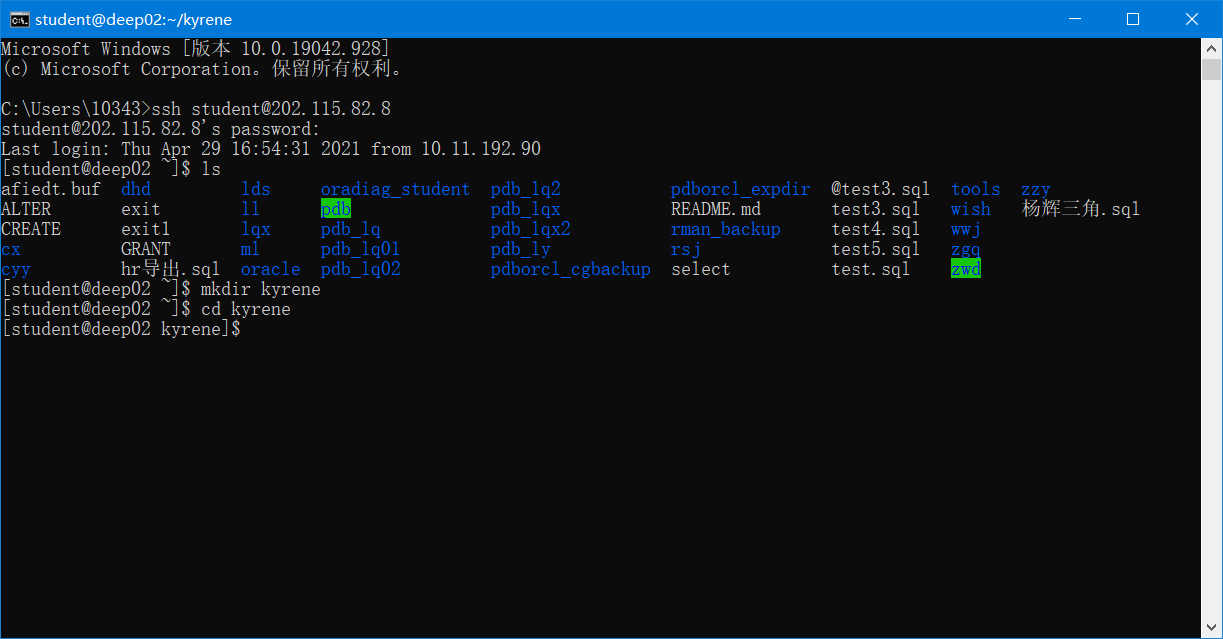 student@deep02:~/kyrene
Microsoft Windows [版本 10.0.19042.928]
(c) Microsoft Corporation。保留所有权利。
C:\Users\10343>ssh student@202.115.82.8
student@202.115.82.8's password:
Last login: Thu Apr 29 16:54:31 2021 from 10.11.192.90
[student@deep02 ~]$ ls
afiedt.buf  dhd  lds  oradiag_student  pdb_lq2  pdborcl_expdir  @test3.sql  tools  zzy
ALTER  exit  ll  pdb  pdb_lqx  README.md  test3.sql  wish  杨辉三角.sql
CREATE  exit1  lqx  pdb_lq  pdb_lqx2  rman_backup  test4.sql  wwj
cx  GRANT  ml  pdb_lq01  pdb_ly  rsj  test5.sql  zgq
cyy  hr导出.sql  oracle  pdb_lq02  pdborcl_cgbackup  select  test.sql  zwd
[student@deep02 ~]$ mkdir kyrene
[student@deep02 ~]$ cd kyrene
[student@deep02 kyrene]$